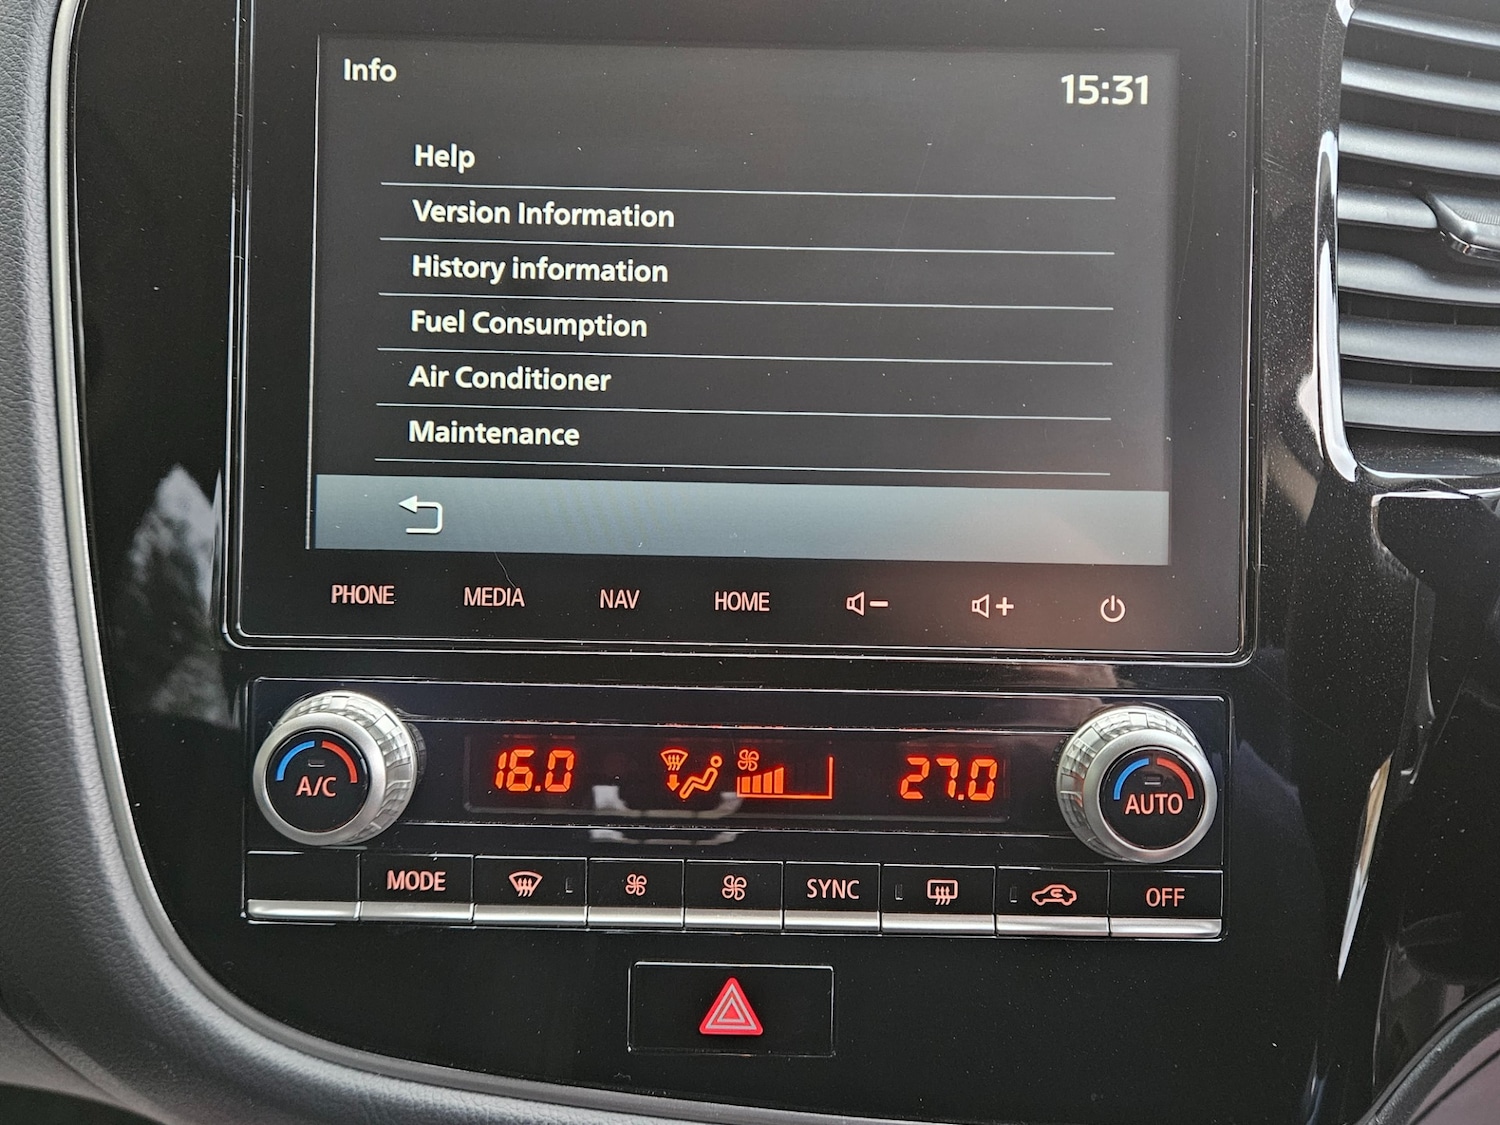 Info
15:31
Help
Version Information
History information
Fuel Consumption
Air Conditioner
Maintenance
PHONE MEDIA NAV HOME
A/C 16.0 27.0 AUTO
MODE SYNC OFF